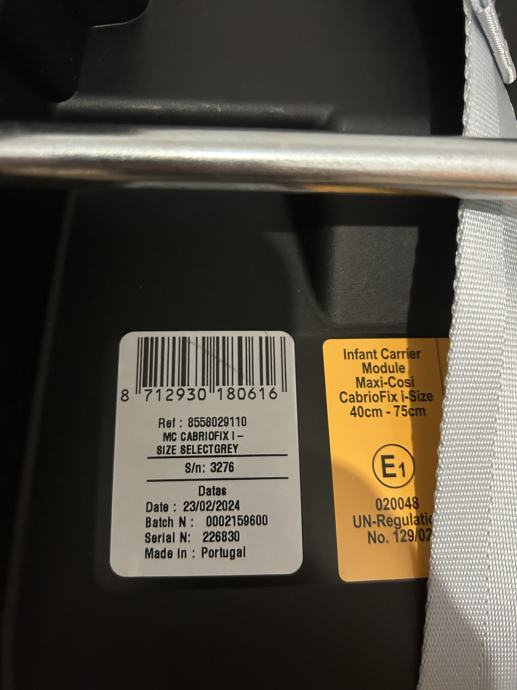 8 712930 180616
Ref : 8558029110
MC CABRIOFIX I -
SIZE SELECTGREY
S/n: 3276
Datas
Date : 23/02/2024
Batch N : 0002159600
Serial N: 226830
Made in : Portugal
Infant Carrier
Module
Maxi-Cosi
CabrioFix i-Size
40cm - 75cm
E1
020048
UN-Regulatio
No. 129/02